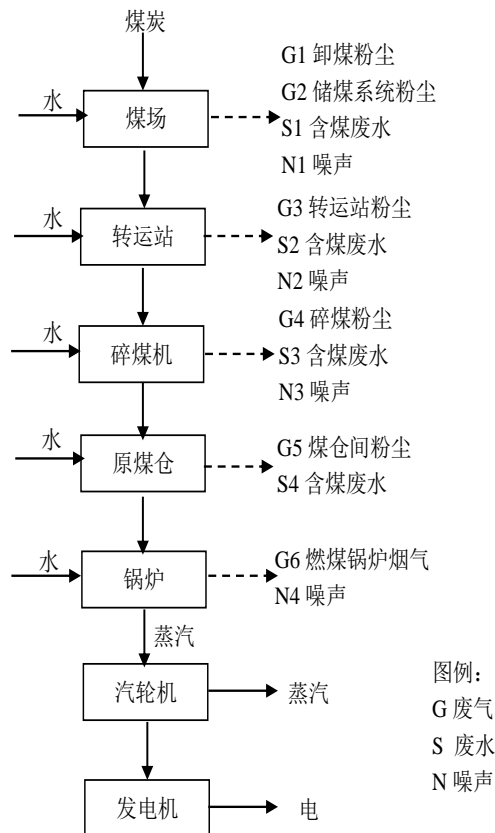 煤炭
G1 卸煤粉尘
G2 储煤系统粉尘
水
煤场
S1 含煤废水
N1 噪声
G3 转运站粉尘
水
转运站
S2 含煤废水
N2 噪声
G4 碎煤粉尘
水
碎煤机
S3 含煤废水
N3 噪声
水
原煤仓
G5 煤仓间粉尘
S4 含煤废水
水
锅炉
G6 燃煤锅炉烟气
N4 噪声
蒸汽
汽轮机
蒸汽
发电机
电
图例：
G 废气
S 废水
N 噪声